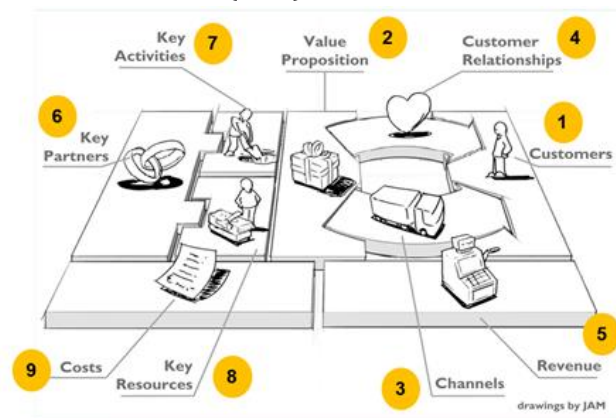 Key
Activities
7
Value
Proposition
2
Customer
Relationships
4
6
Key
Partners
1
Customers
9
Costs
Key
Resources
8
3
Channels
5
Revenue
drawings by JAM